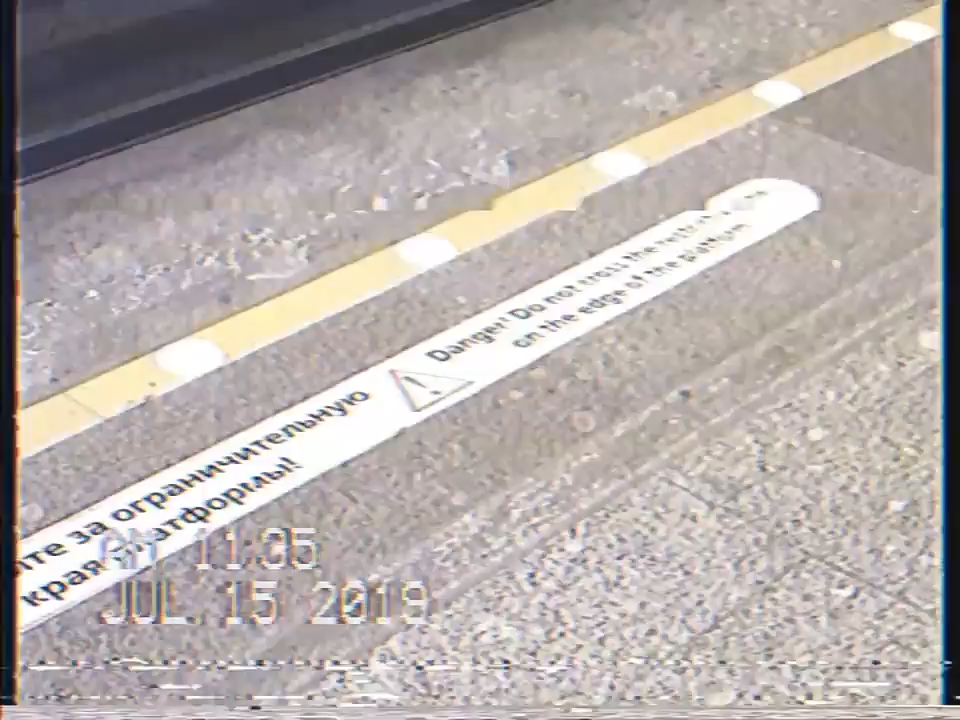 за ограничительную
края платформы!
Danger! Do not cross the
on the edge of the platform
AM 11:35
JUL 15 2019